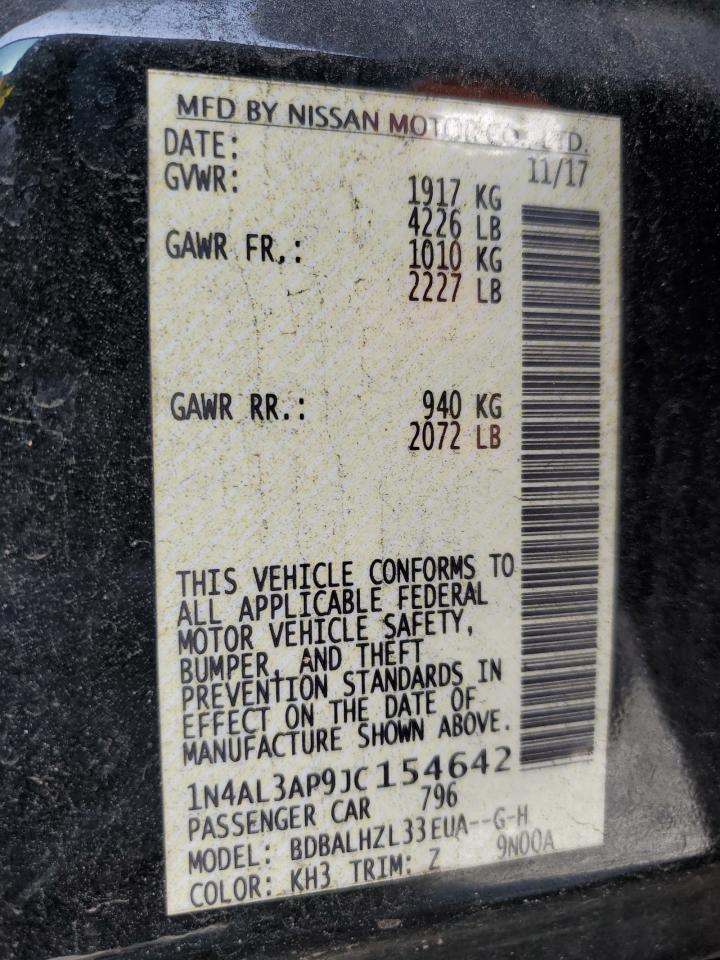 MFD BY NISSAN MOTOR CO., LTD.
DATE: 11/17
GVWR: 1917 KG
4226 LB
GAWR FR.: 1010 KG
2227 LB
GAWR RR.: 940 KG
2072 LB
THIS VEHICLE CONFORMS TO
ALL APPLICABLE FEDERAL
MOTOR VEHICLE SAFETY,
BUMPER, AND THEFT
PREVENTION STANDARDS IN
EFFECT ON THE DATE OF
MANUFACTURE SHOWN ABOVE.
1N4AL3AP9JC154642
PASSENGER CAR 796
MODEL: BDBALHZL33EUA--G-H
COLOR: KH3 TRIM: Z 9N00A